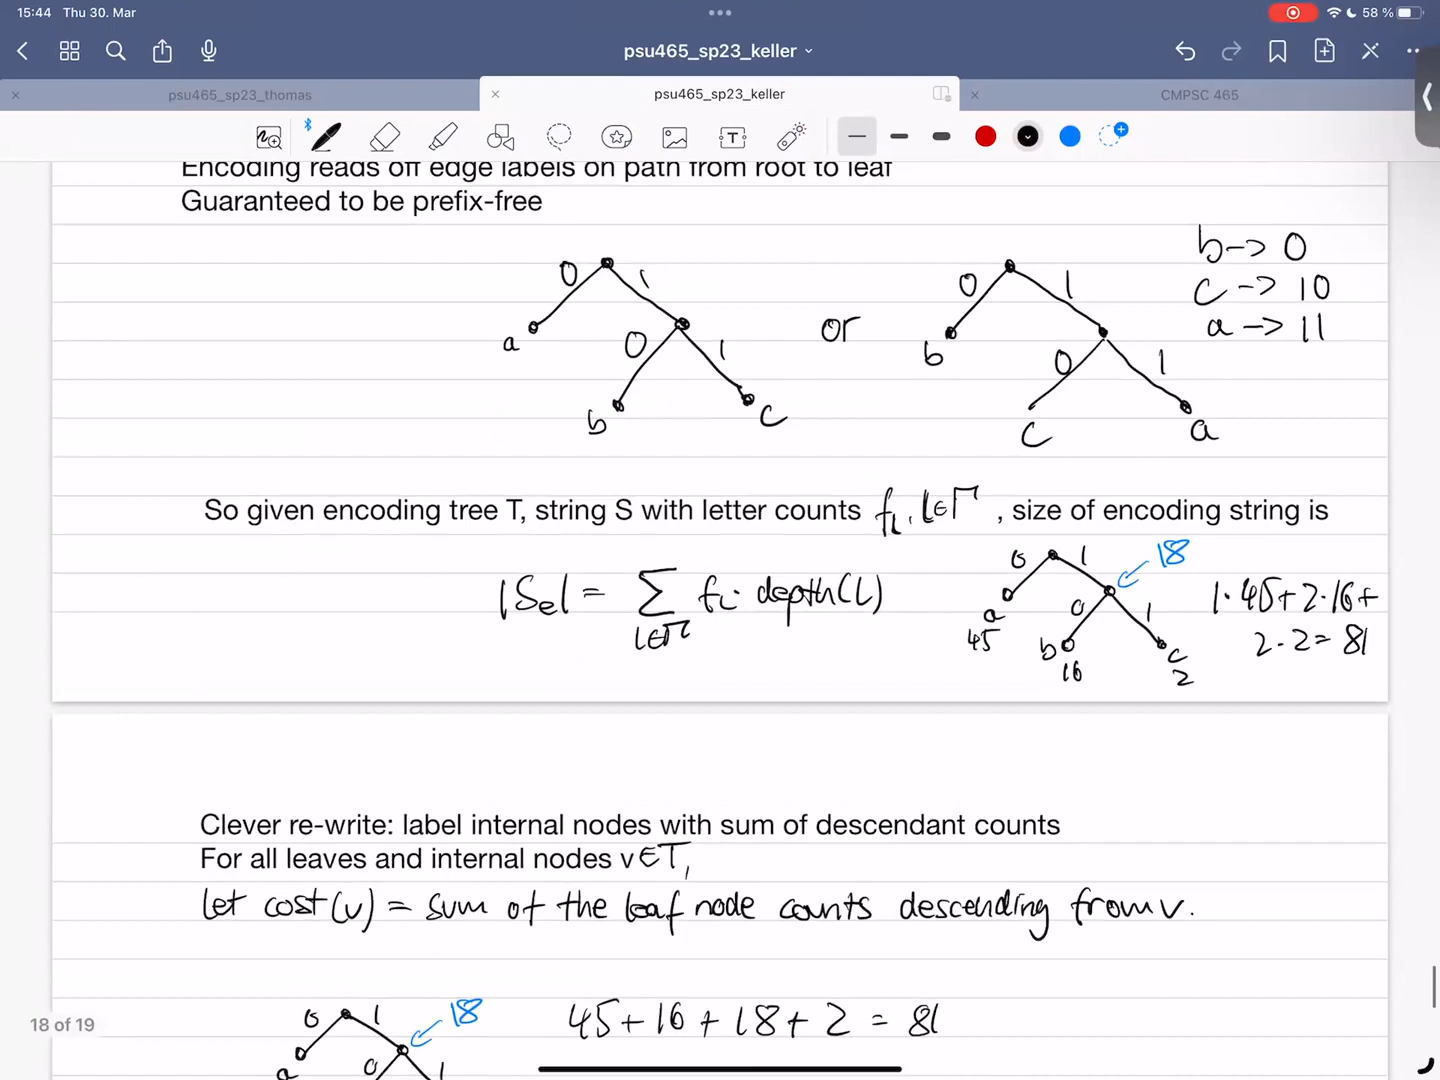 15:44 Thu 30. Mar
58 %
psu465_sp23_keller
psu465_sp23_thomas
psu465_sp23_keller
CMPSC 465
Encoding reads off edge labels on path from root to leaf
Guaranteed to be prefix-free
0 1
a
0 1
b c
or
0 1
b
0 1
c a
b -> 0
c -> 10
a -> 11
So given encoding tree T, string S with letter counts f_L, L∈Γ, size of encoding string is
|Se| = Σ f_L · depth(L)
L∈Γ
0 1
18
a
45
0 1
b
16
c
2
1·45+2·16+
2·2=81
Clever re-write: label internal nodes with sum of descendant counts
For all leaves and internal nodes v∈T,
let cost(v) = sum of the leaf node counts descending from v.
0 1
18
a
0 1
45+16+18+2 = 81
18 of 19